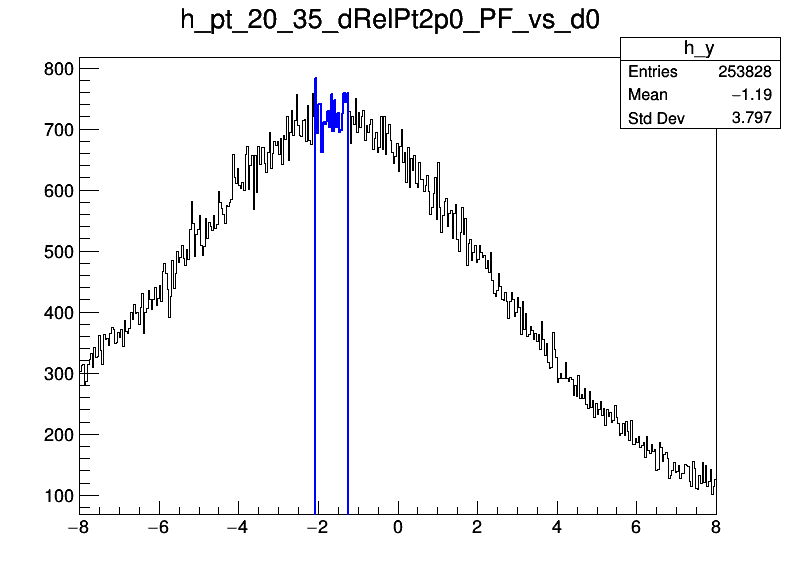 h_pt_20_35_dRelPt2p0_PF_vs_d0
h_y
Entries 253828
Mean −1.19
Std Dev 3.797
800
700
600
500
400
300
200
100
−8 −6 −4 −2 0 2 4 6 8